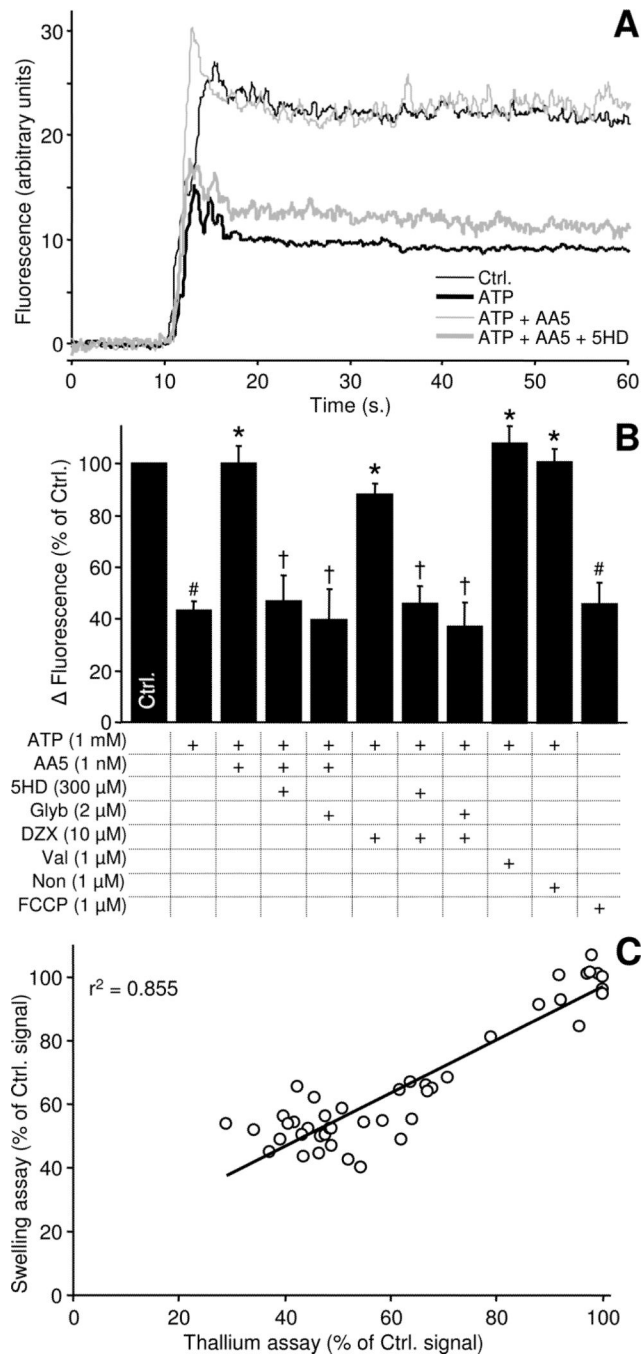 A
Fluorescence (arbitrary units)
30
20
10
0
Ctrl.
ATP
ATP + AA5
ATP + AA5 + 5HD
0 10 20 30 40 50 60
Time (s.)
B
Δ Fluorescence (% of Ctrl.)
100
80
60
40
20
0
* * * *
† † † †
# #
Ctrl.
ATP (1 mM) + + + + + + + + +
AA5 (1 nM) + + +
5HD (300 µM) + +
Glyb (2 µM) + +
DZX (10 µM) + + +
Val (1 µM) +
Non (1 µM) +
FCCP (1 µM) +
C
r² = 0.855
Swelling assay (% of Ctrl. signal)
100
80
60
40
20
0
0 20 40 60 80 100
Thallium assay (% of Ctrl. signal)